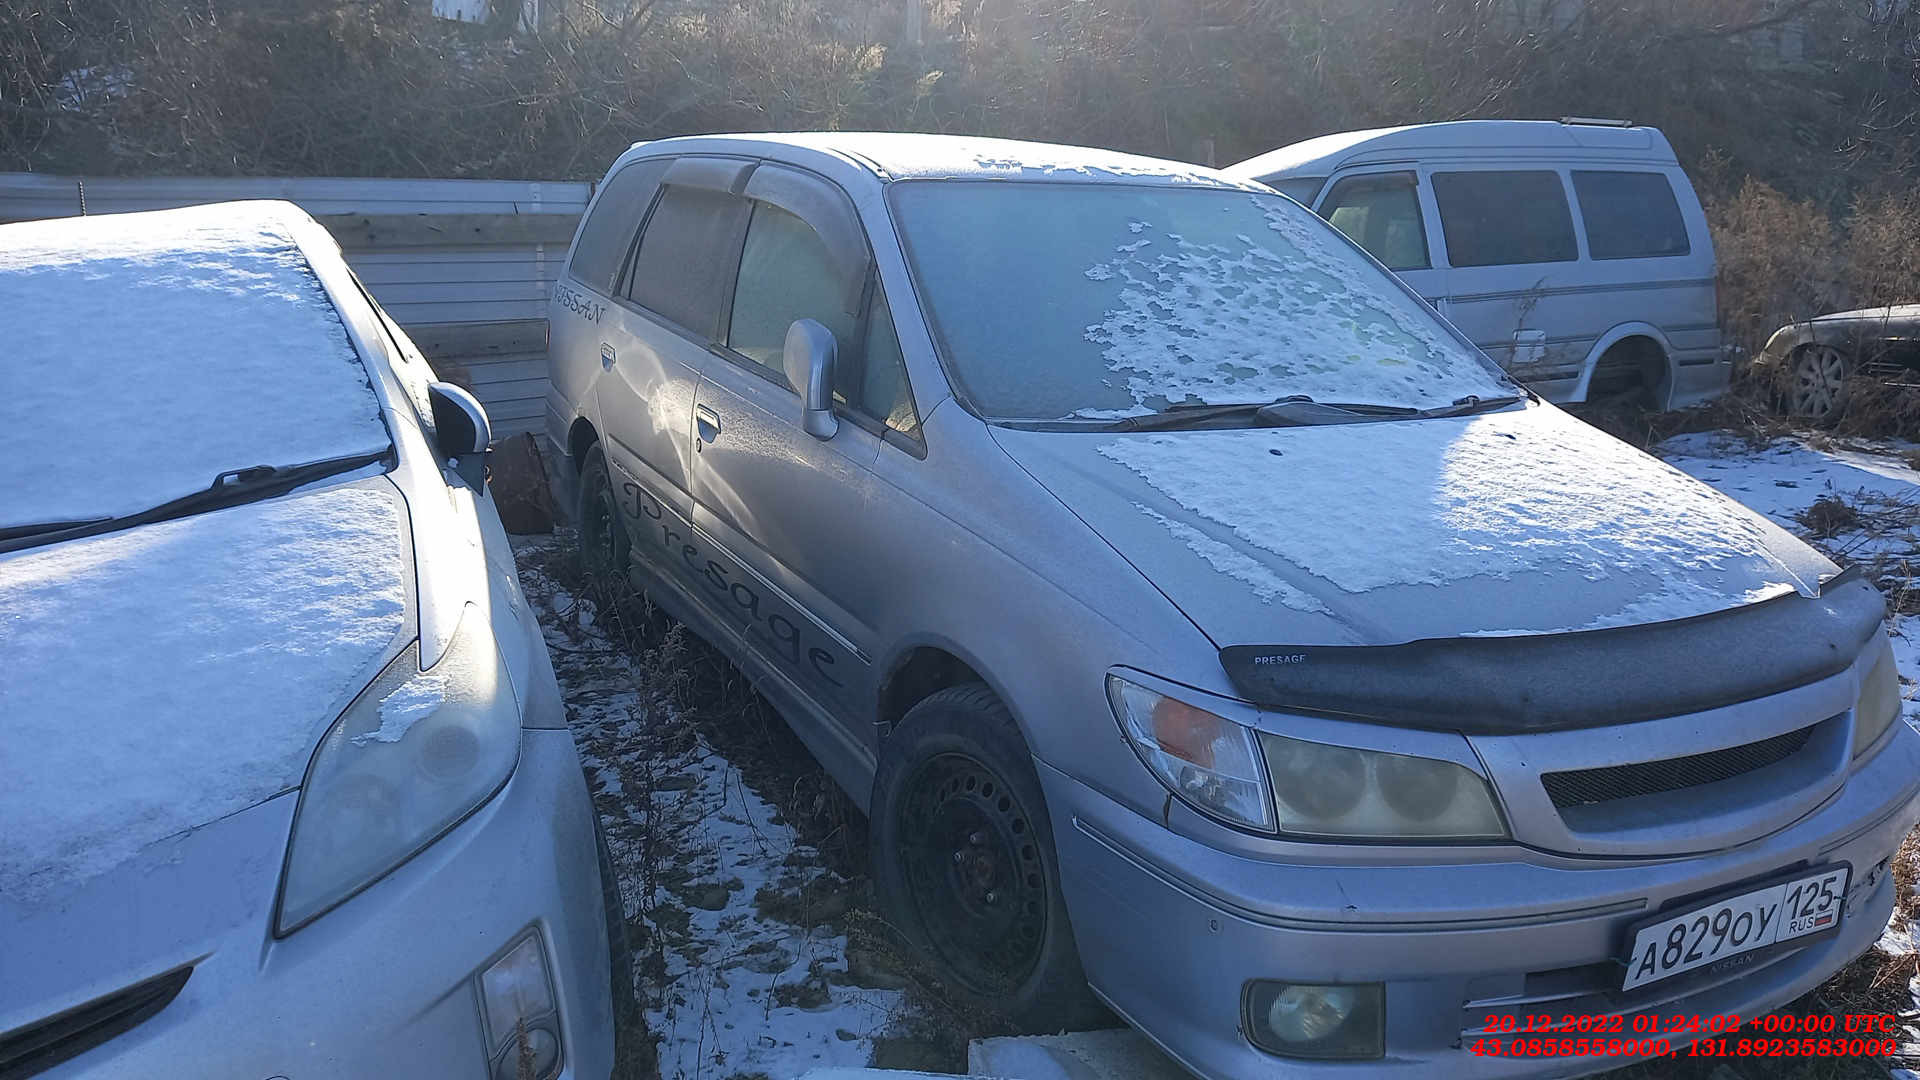 NISSAN
Presage
PRESAGE
А829ОУ 125
RUS
NISSAN
20.12.2022 01:24:02 +00:00 UTC
43.0858558000, 131.8923583000